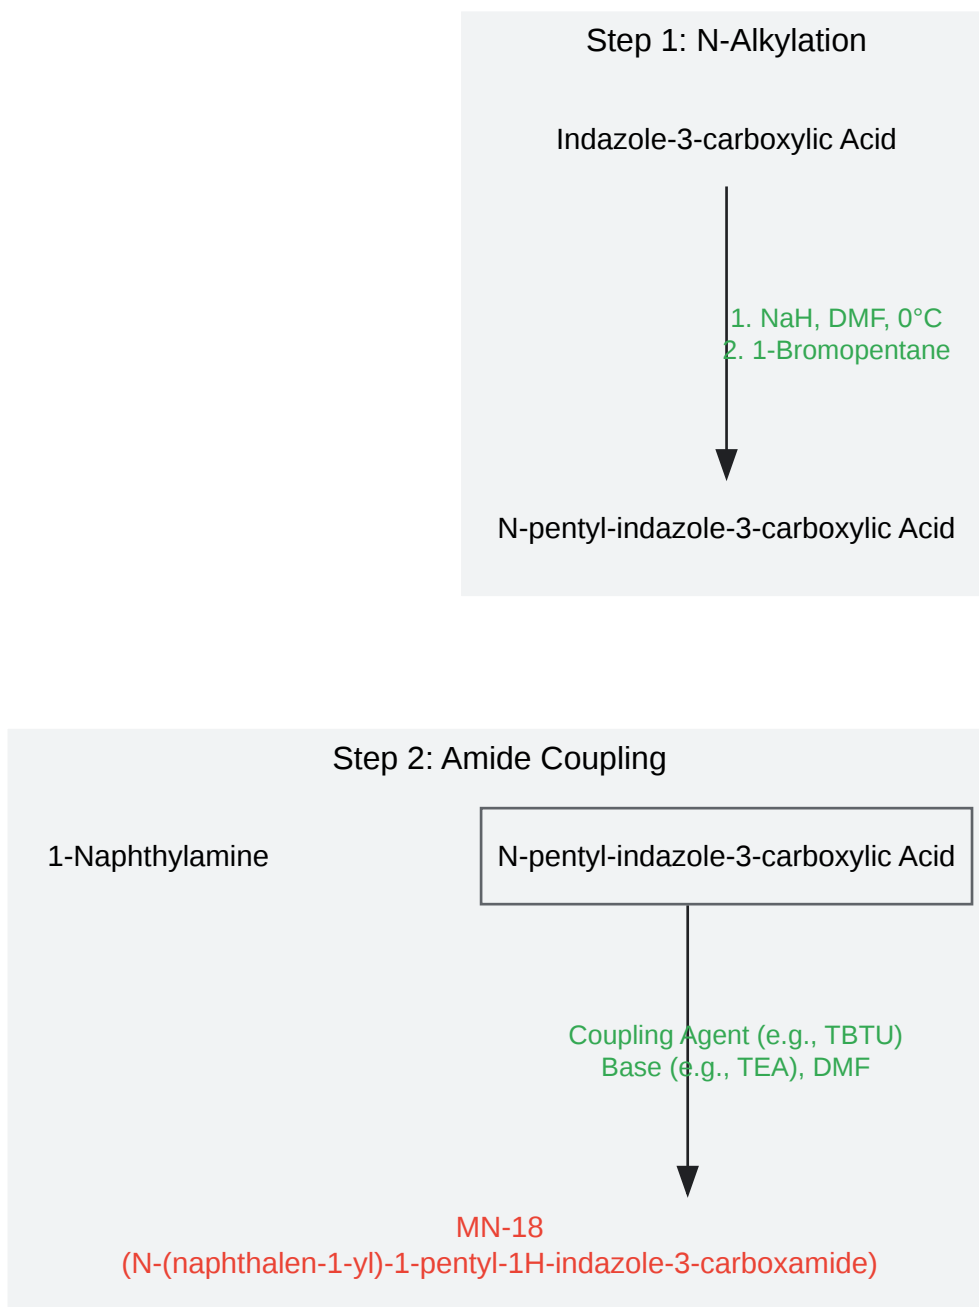 Step 1: N-Alkylation
Indazole-3-carboxylic Acid
1. NaH, DMF, 0°C
2. 1-Bromopentane
N-pentyl-indazole-3-carboxylic Acid
Step 2: Amide Coupling
1-Naphthylamine
N-pentyl-indazole-3-carboxylic Acid
Coupling Agent (e.g., TBTU)
Base (e.g., TEA), DMF
MN-18
(N-(naphthalen-1-yl)-1-pentyl-1H-indazole-3-carboxamide)